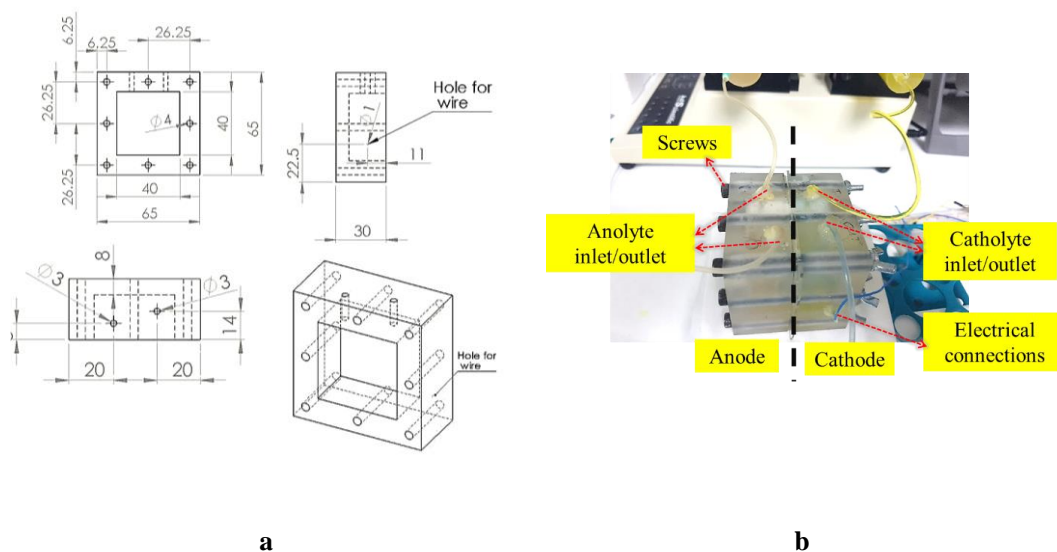 6.25
26.25
6.25
26.25
26.25
Ø4
40
65
40
65
Hole for
wire
Ø1
22.5
11
30
8
Ø3
Ø3
14
20
20
Hole for
wire
Screws
Anolyte
inlet/outlet
Catholyte
inlet/outlet
Anode
Cathode
Electrical
connections
a
b